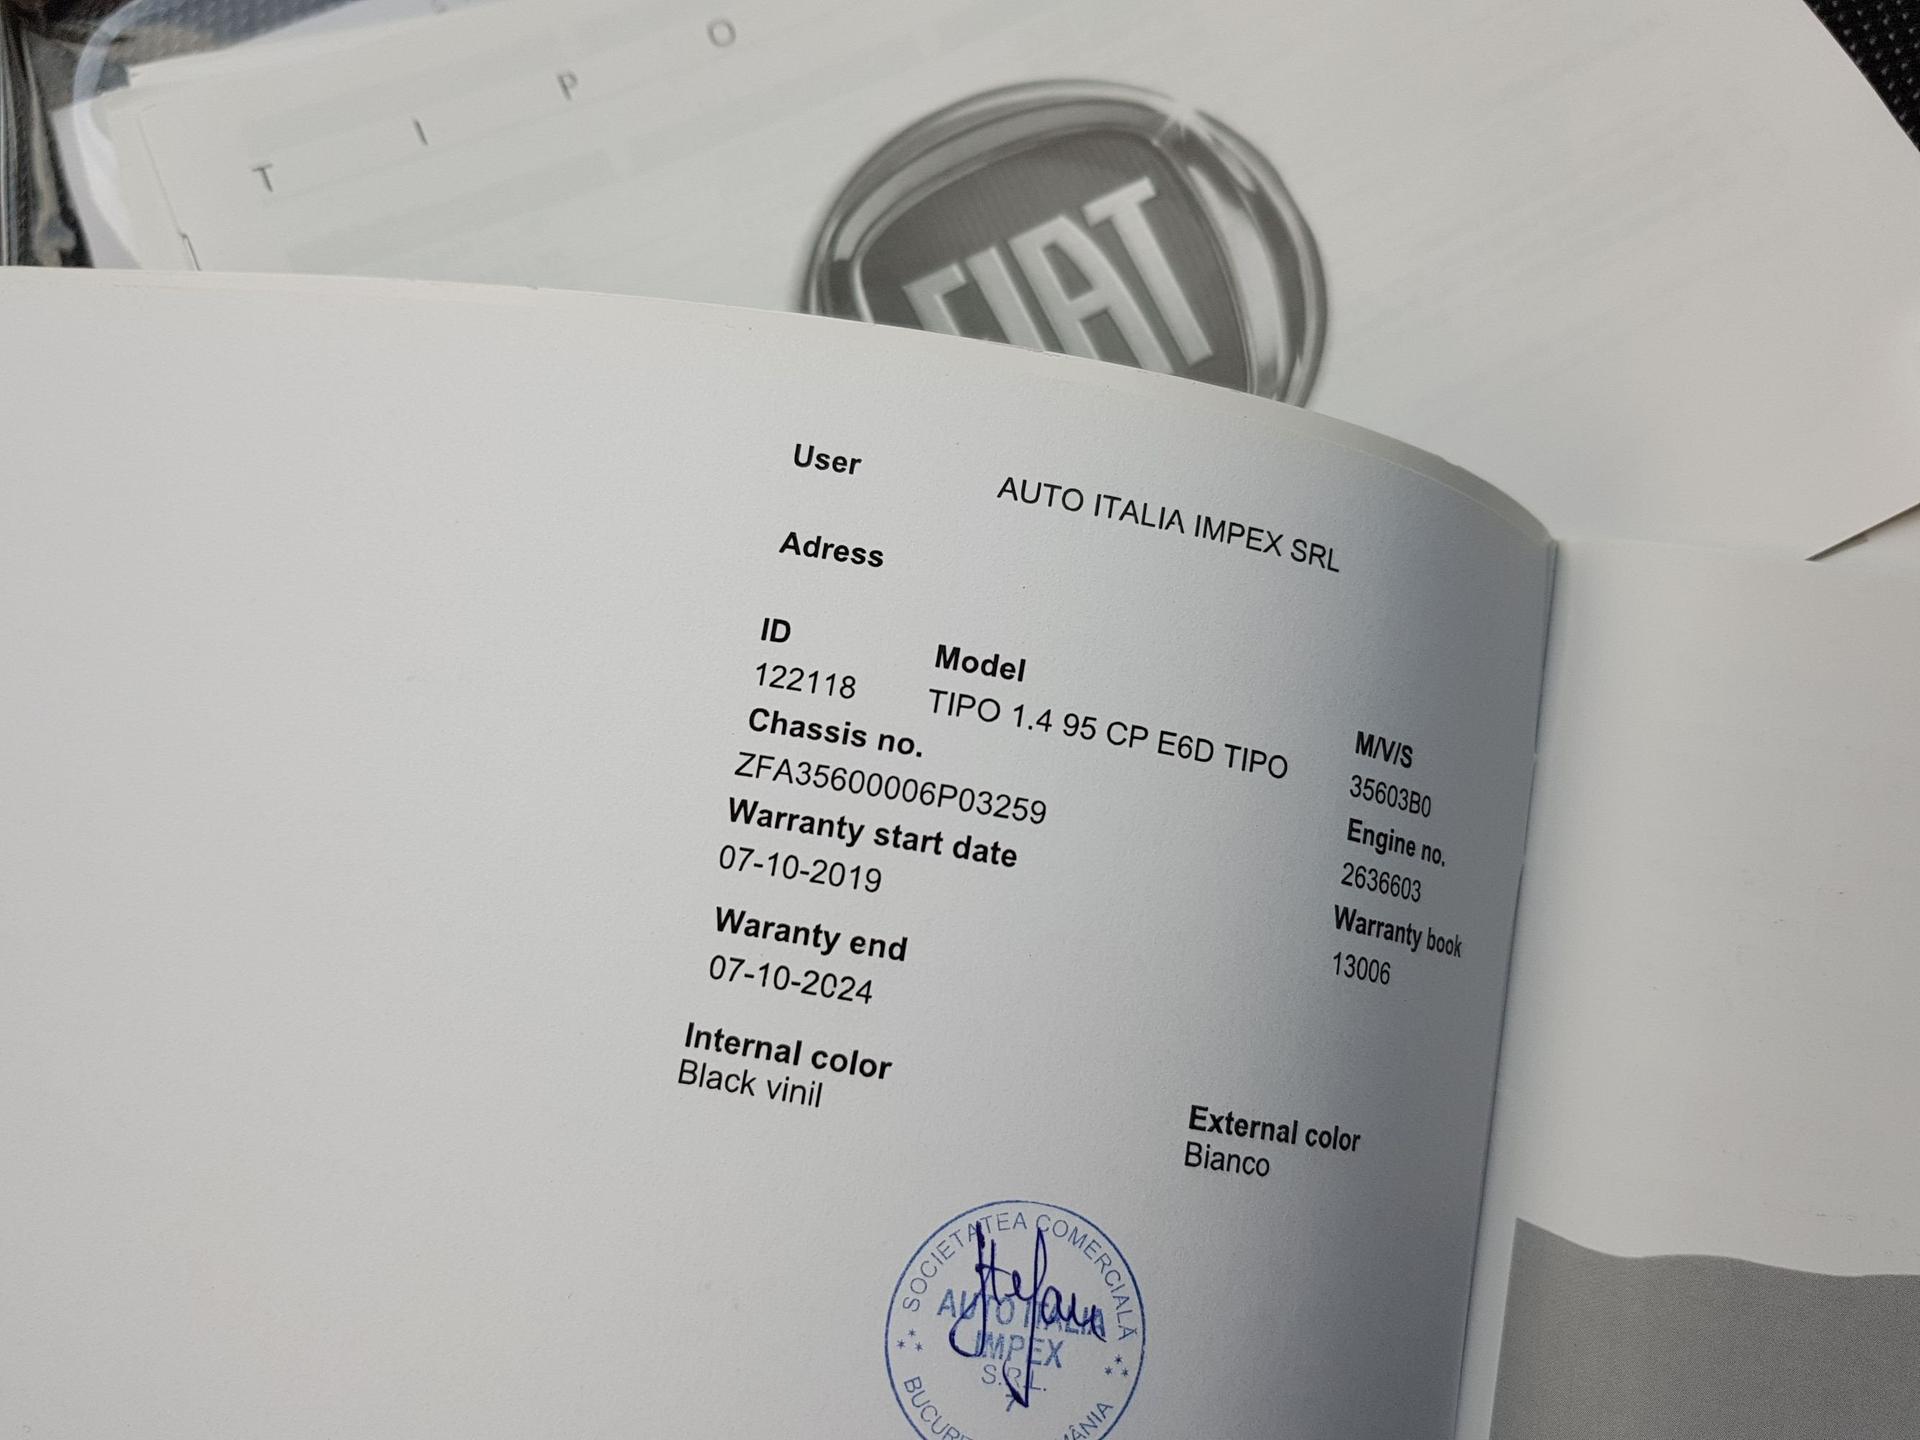 T I P O
FIAT
User AUTO ITALIA IMPEX SRL
Adress
ID Model M/V/S
122118 TIPO 1.4 95 CP E6D TIPO 35603B0
Chassis no. Engine no.
ZFA35600006P03259 2636603
Warranty start date Warranty book
07-10-2019 13006
Waranty end
07-10-2024
Internal color External color
Black vinil Bianco
SOCIETATEA COMERCIALĂ
AUTO ITALIA
IMPEX
S.R.L.
7